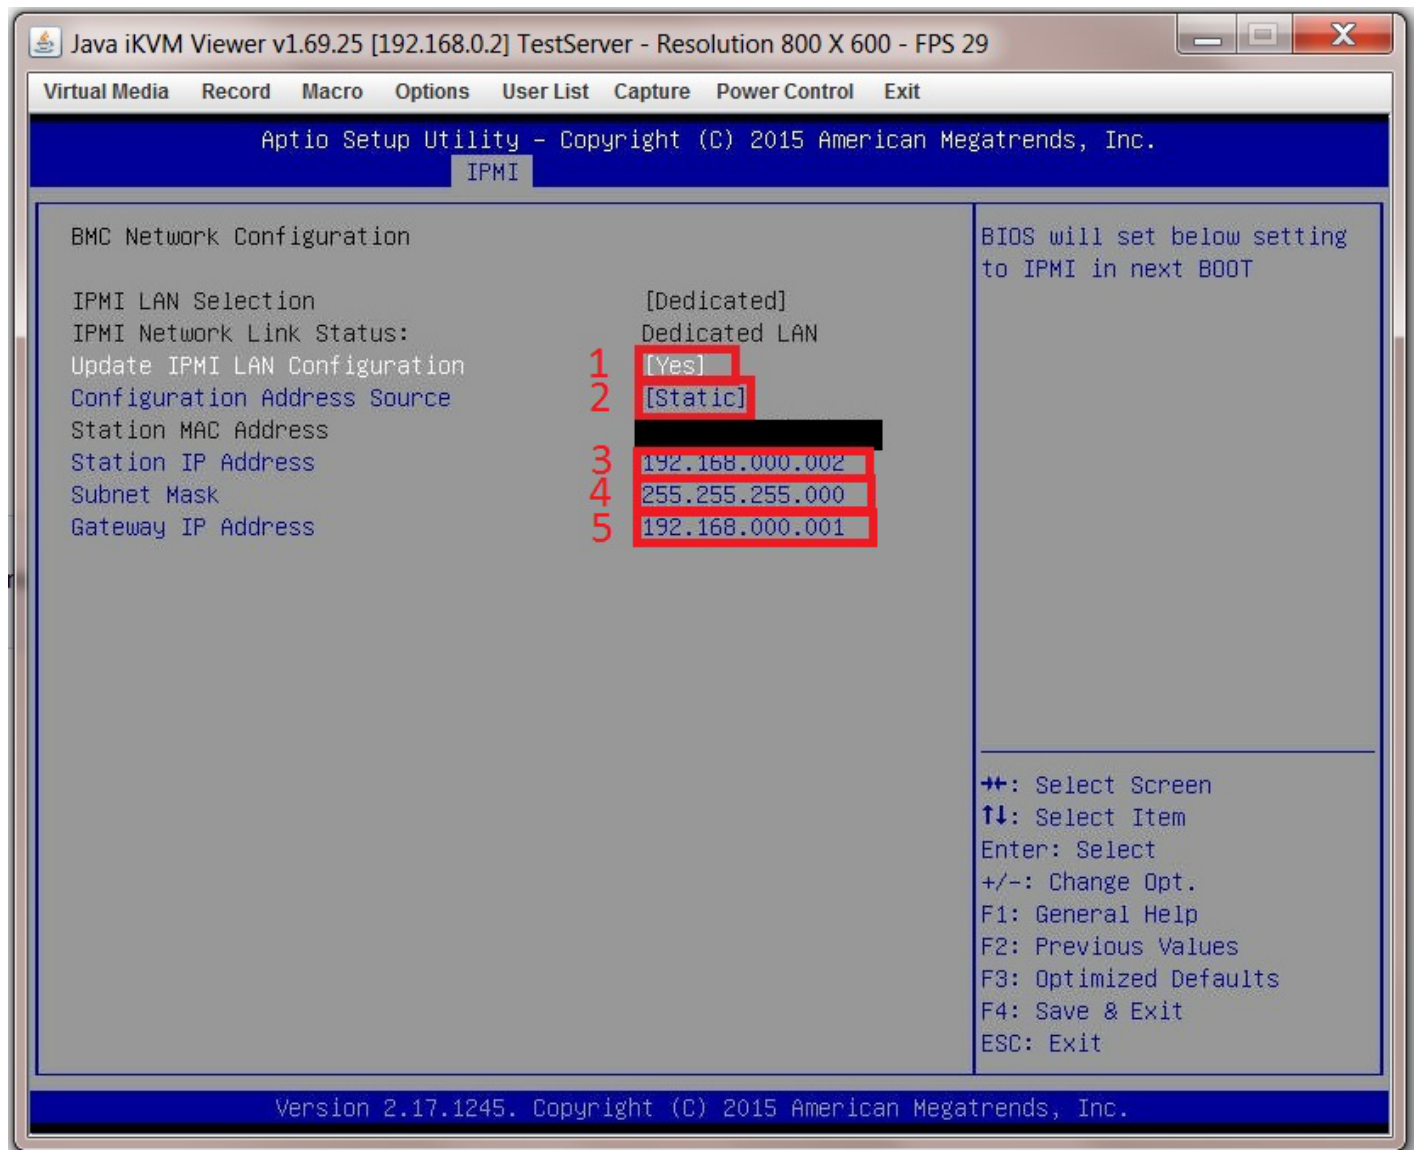 Java iKVM Viewer v1.69.25 [192.168.0.2] TestServer - Resolution 800 X 600 - FPS 29
Virtual Media Record Macro Options User List Capture Power Control Exit
Aptio Setup Utility - Copyright (C) 2015 American Megatrends, Inc.
IPMI
BMC Network Configuration
IPMI LAN Selection [Dedicated]
IPMI Network Link Status: Dedicated LAN
Update IPMI LAN Configuration 1 [Yes]
Configuration Address Source 2 [Static]
Station MAC Address
Station IP Address 3 192.168.000.002
Subnet Mask 4 255.255.255.000
Gateway IP Address 5 192.168.000.001
BIOS will set below setting
to IPMI in next BOOT
→←: Select Screen
↑↓: Select Item
Enter: Select
+/-: Change Opt.
F1: General Help
F2: Previous Values
F3: Optimized Defaults
F4: Save & Exit
ESC: Exit
Version 2.17.1245. Copyright (C) 2015 American Megatrends, Inc.